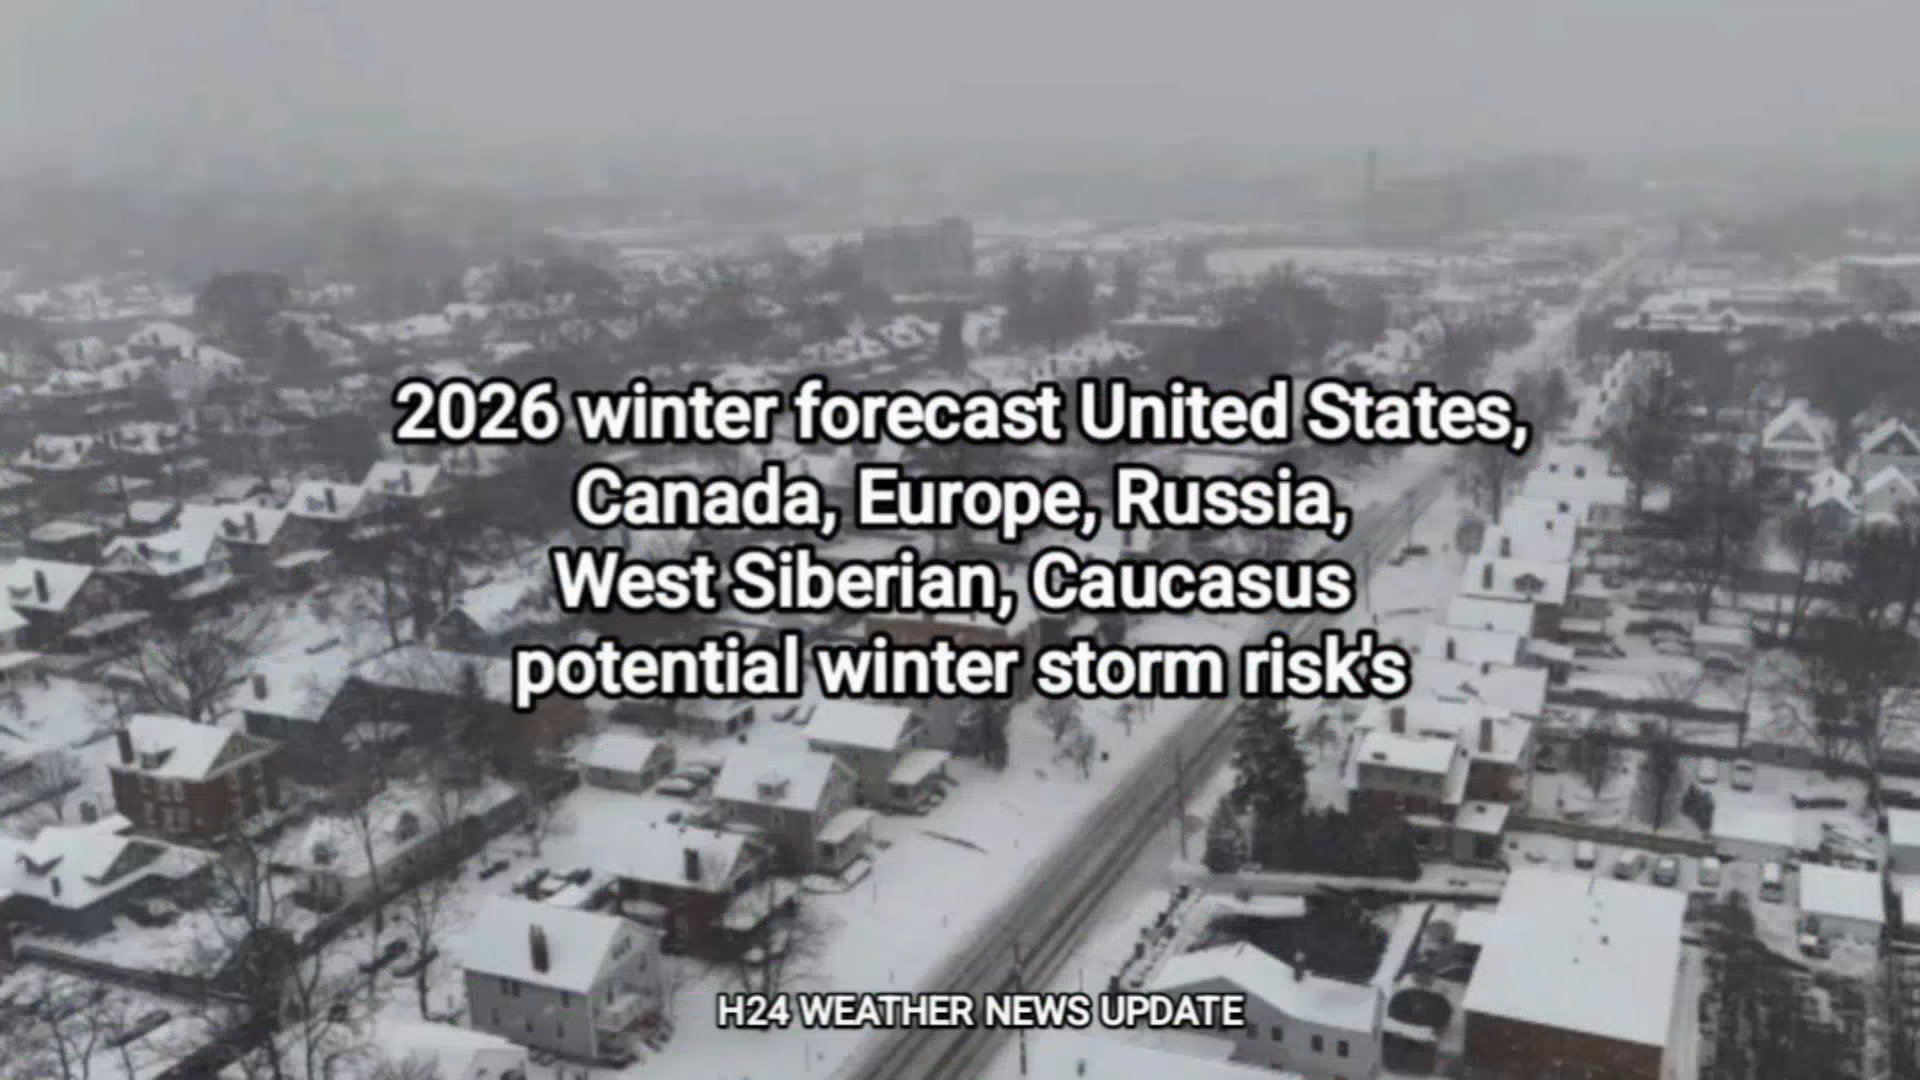 2026 winter forecast United States,
Canada, Europe, Russia,
West Siberian, Caucasus
potential winter storm risk's
H24 WEATHER NEWS UPDATE